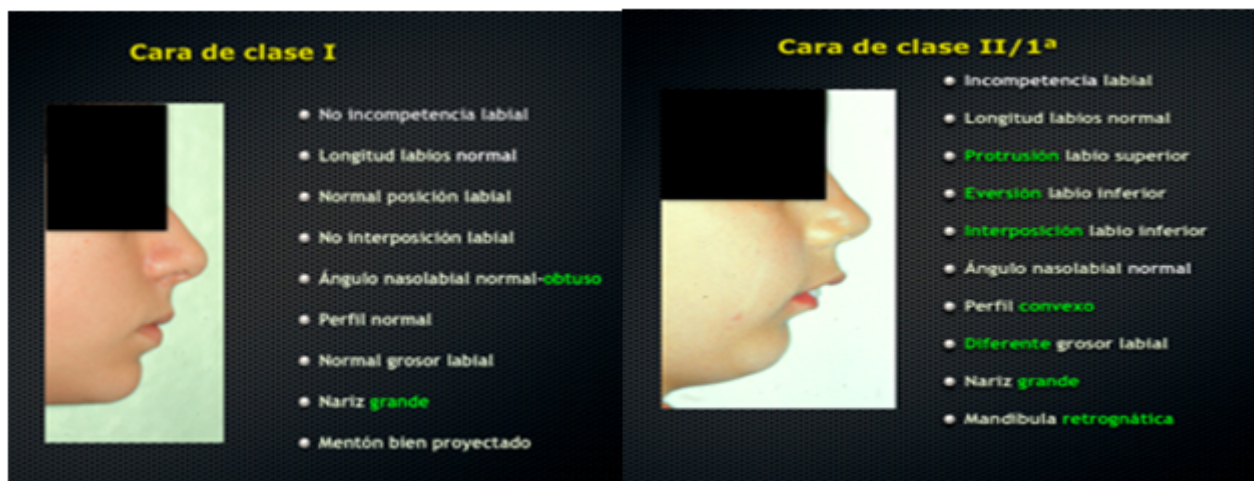 Cara de clase I
No incompetencia labial
Longitud labios normal
Normal posición labial
No interposición labial
Ángulo nasolabial normal-obtuso
Perfil normal
Normal grosor labial
Nariz grande
Mentón bien proyectado
Cara de clase II/1ª
Incompetencia labial
Longitud labios normal
Protrusión labio superior
Eversión labio inferior
Interposición labio inferior
Ángulo nasolabial normal
Perfil convexo
Diferente grosor labial
Nariz grande
Mandíbula retrognática